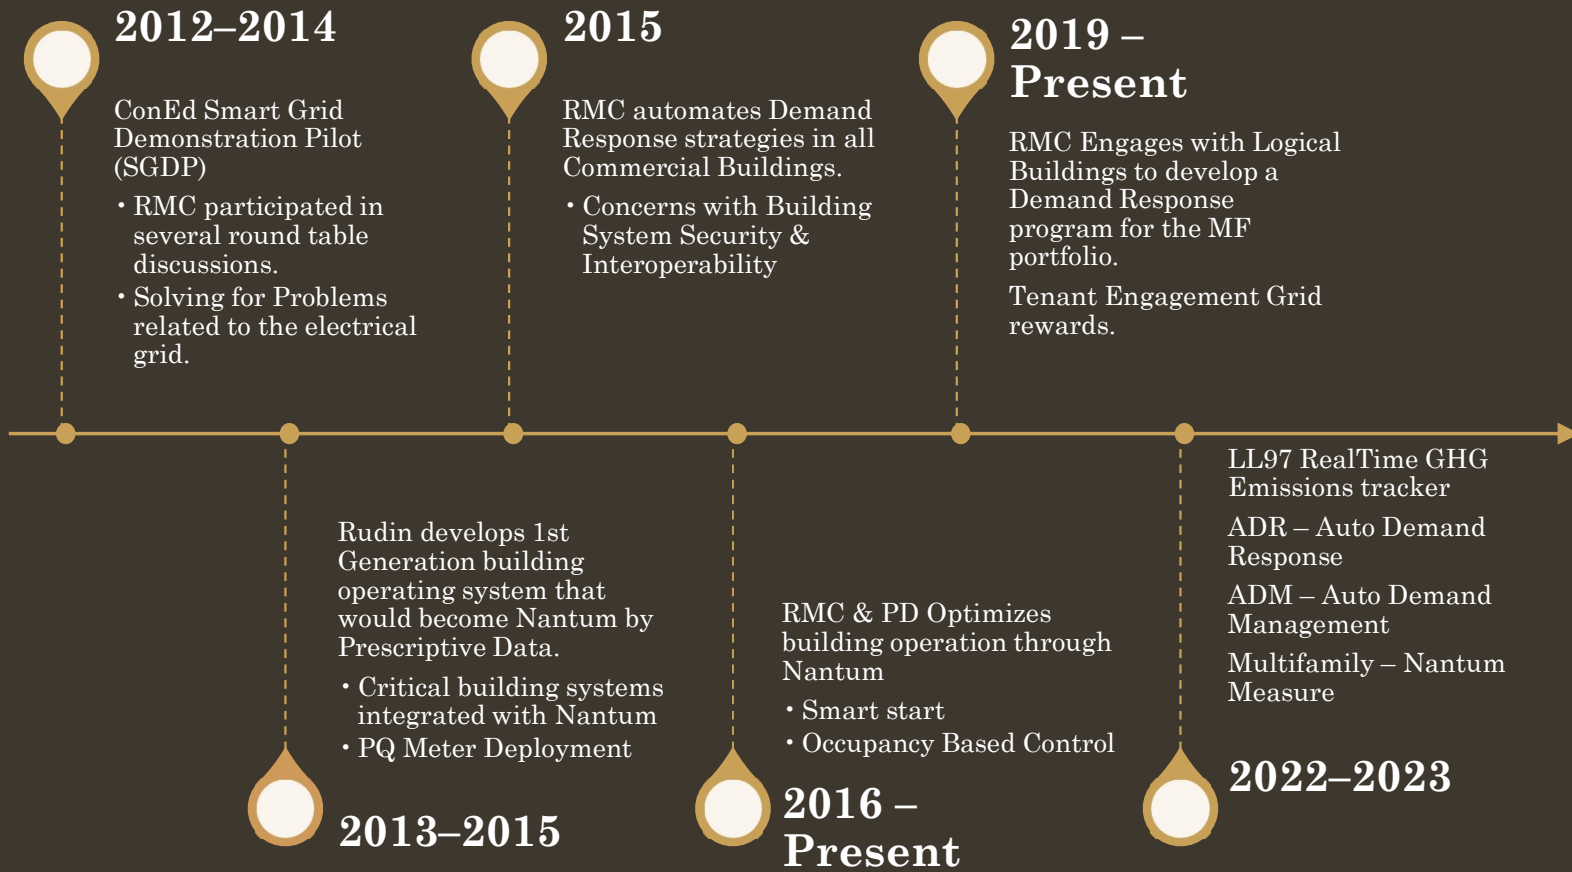 2012–2014
ConEd Smart Grid
Demonstration Pilot
(SGDP)
• RMC participated in
several round table
discussions.
• Solving for Problems
related to the electrical
grid.
2015
RMC automates Demand
Response strategies in all
Commercial Buildings.
• Concerns with Building
System Security &
Interoperability
2019 –
Present
RMC Engages with Logical
Buildings to develop a
Demand Response
program for the MF
portfolio.
Tenant Engagement Grid
rewards.
Rudin develops 1st
Generation building
operating system that
would become Nantum by
Prescriptive Data.
• Critical building systems
integrated with Nantum
• PQ Meter Deployment
2013–2015
RMC & PD Optimizes
building operation through
Nantum
• Smart start
• Occupancy Based Control
2016 –
Present
LL97 RealTime GHG
Emissions tracker
ADR – Auto Demand
Response
ADM – Auto Demand
Management
Multifamily – Nantum
Measure
2022–2023